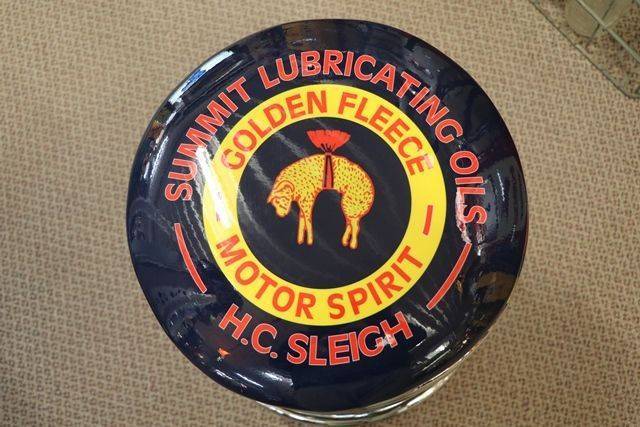 SUMMIT LUBRICATING OILS
GOLDEN FLEECE
MOTOR SPIRIT
H.C. SLEIGH